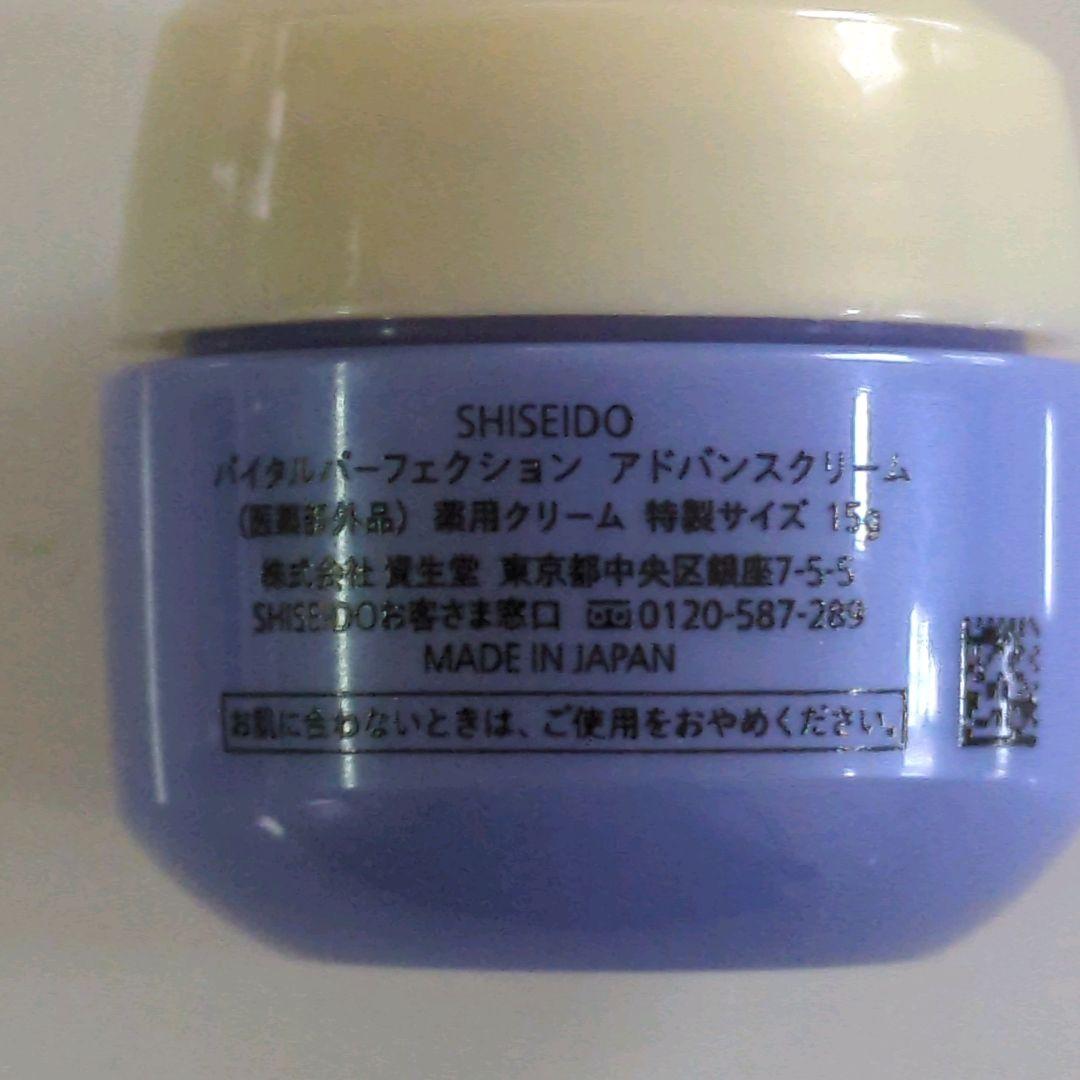 SHISEIDO
バイタルパーフェクション アドバンスクリーム
(医薬部外品) 薬用クリーム 特製サイズ 15g
株式会社 資生堂 東京都中央区銀座7-5-5
SHISEIDOお客さま窓口 0120-587-289
MADE IN JAPAN
お肌に合わないときは、ご使用をおやめください。